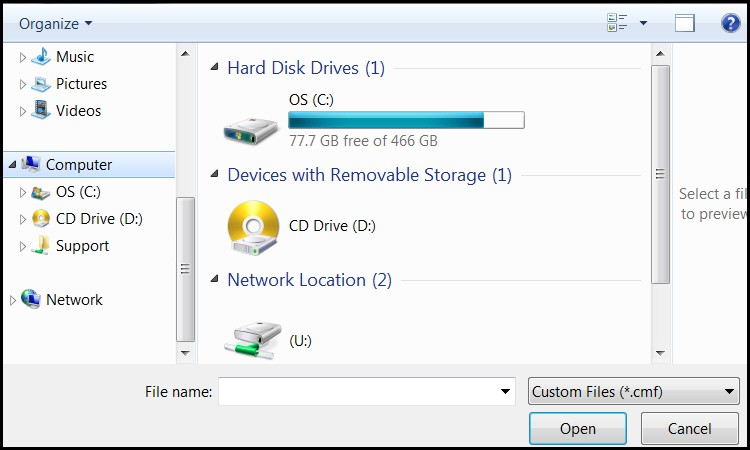 Organize
Music
Pictures
Videos
Computer
OS (C:)
CD Drive (D:)
Support
Network
Hard Disk Drives (1)
OS (C:)
77.7 GB free of 466 GB
Devices with Removable Storage (1)
CD Drive (D:)
Network Location (2)
(U:)
Select a fil
to preview
File name:
Custom Files (*.cmf)
Open
Cancel